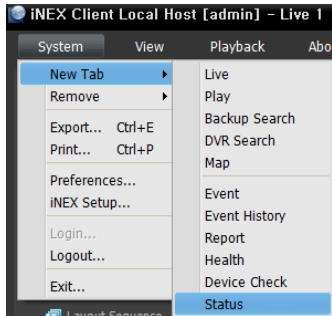 iNEX Client Local Host [admin] - Live 1
System View Playback Abo
New Tab
Remove
Export... Ctrl+E
Print... Ctrl+P
Preferences...
iNEX Setup...
Login...
Logout...
Exit...
Layout Sequence
Live
Play
Backup Search
DVR Search
Map
Event
Event History
Report
Health
Device Check
Status